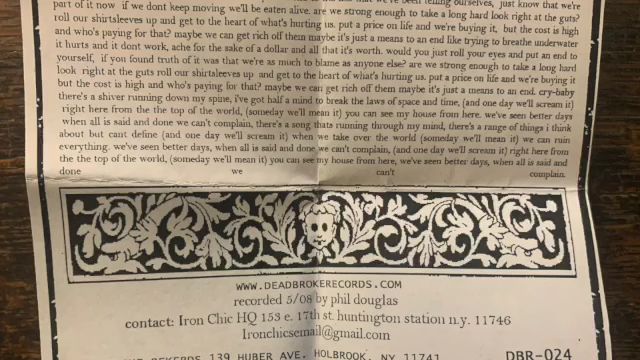 been telling ourselves, just know that we're
part of it now if we dont keep moving we'll be eaten alive. are we strong enough to take a long hard look right at the guts?
roll our shirtsleeves up and get to the heart of what's hurting us. put a price on life and we're buying it, but the cost is high
and who's paying for that? maybe we can get rich off them maybe it's just a means to an end like trying to breathe underwater
it hurts and it dont work, ache for the sake of a dollar and all that it's worth. would you just roll your eyes and put an end to
yourself, if you found truth of it was that we're as much to blame as anyone else? are we strong enough to take a long hard
look right at the guts roll our shirtsleeves up and get to the heart of what's hurting us. put a price on life and we're buying it
but the cost is high and who's paying for that? maybe we can get rich off them maybe it's just a means to an end. cry-baby
there's a shiver running down my spine, i've got half a mind to break the laws of space and time, (and one day we'll scream it)
right here from the the top of the world, (someday we'll mean it) you can see my house from here. we've seen better days
when all is said and done we can't complain, there's a song thats running through my mind, there's a range of things i think
about but cant define (and one day we'll scream it) when we take over the world (someday we'll mean it) we can ruin
everything. we've seen better days, when all is said and done we can't complain, (and one day we'll scream it) right here from
the the top of the world, (someday we'll mean it) you can see my house from here, we've seen better days, when all is said and
done we can't complain.
WWW.DEADBROKERECORDS.COM
recorded 5/08 by phil douglas
contact: Iron Chic HQ 153 e. 17th st. huntington station n.y. 11746
Ironchicsemail@gmail.com
139 HUBER AVE. HOLBROOK, NY 11741
DBR-024